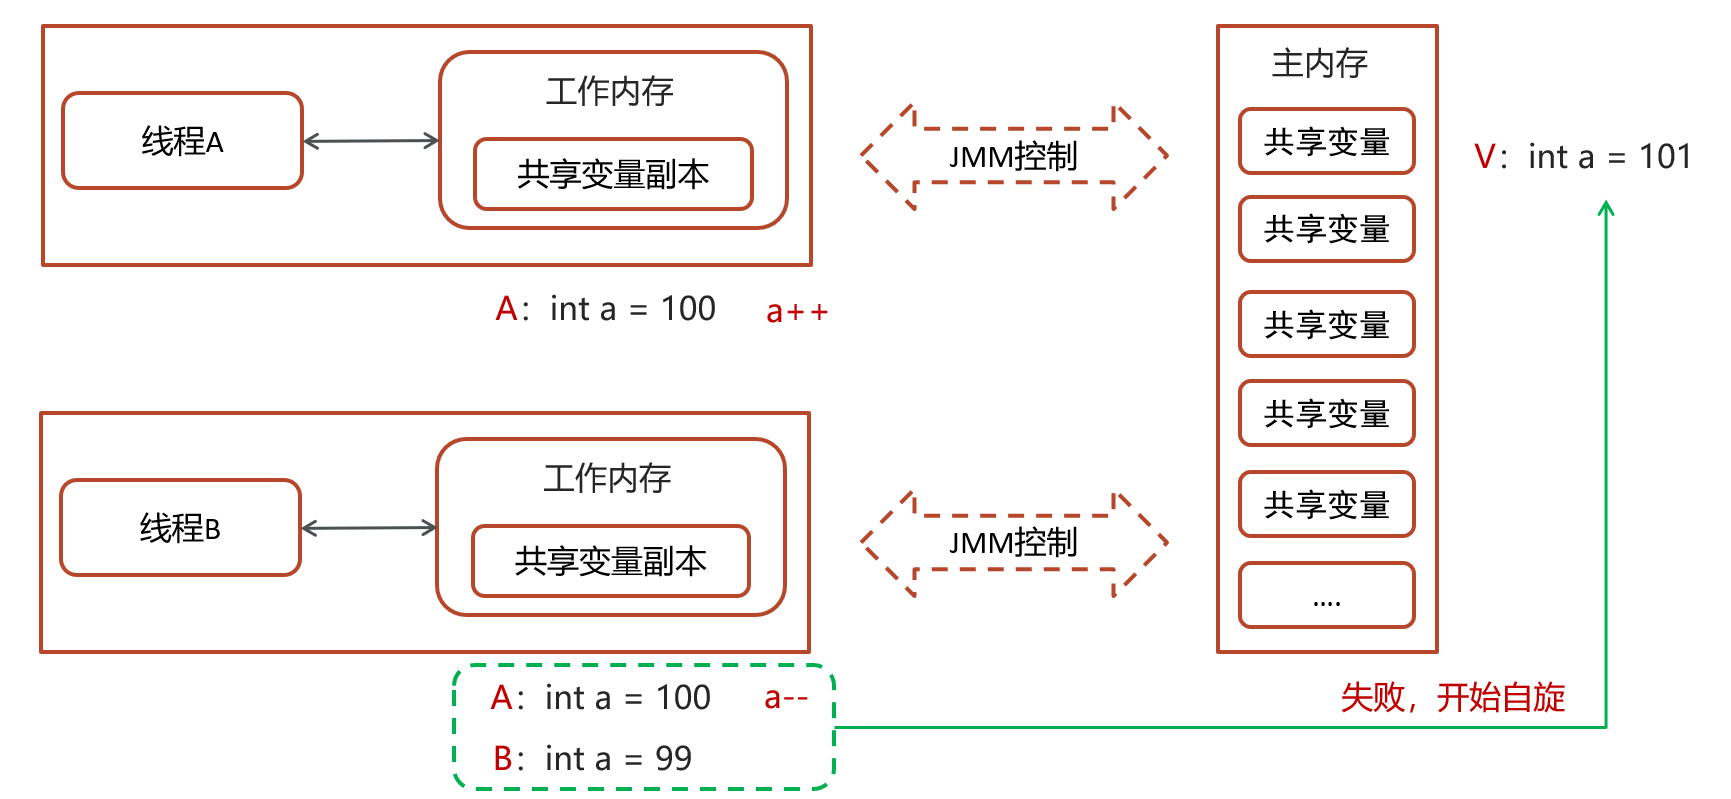 工作内存
线程A
共享变量副本
A：int a = 100 a++
JMM控制
主内存
共享变量
共享变量
共享变量
共享变量
共享变量
....
V：int a = 101
工作内存
线程B
共享变量副本
JMM控制
A：int a = 100 a--
B：int a = 99
失败，开始自旋